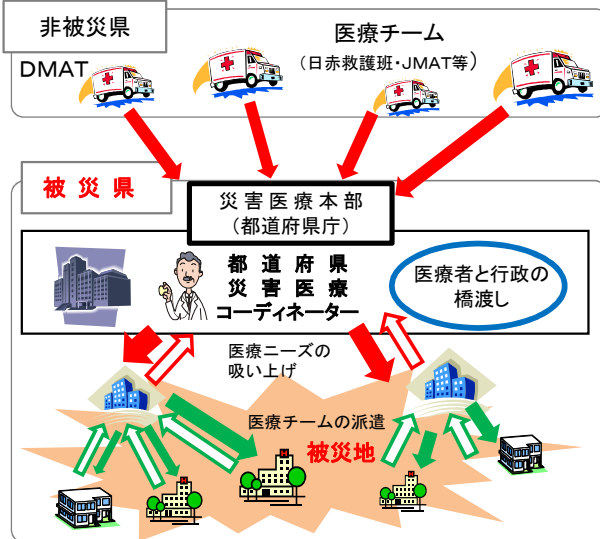 非被災県
医療チーム
DMAT
（日赤救護班・JMAT等）
被災県
災害医療本部
（都道府県庁）
都道府県
災害医療
コーディネーター
医療者と行政の
橋渡し
医療ニーズの
吸い上げ
医療チームの派遣
被災地